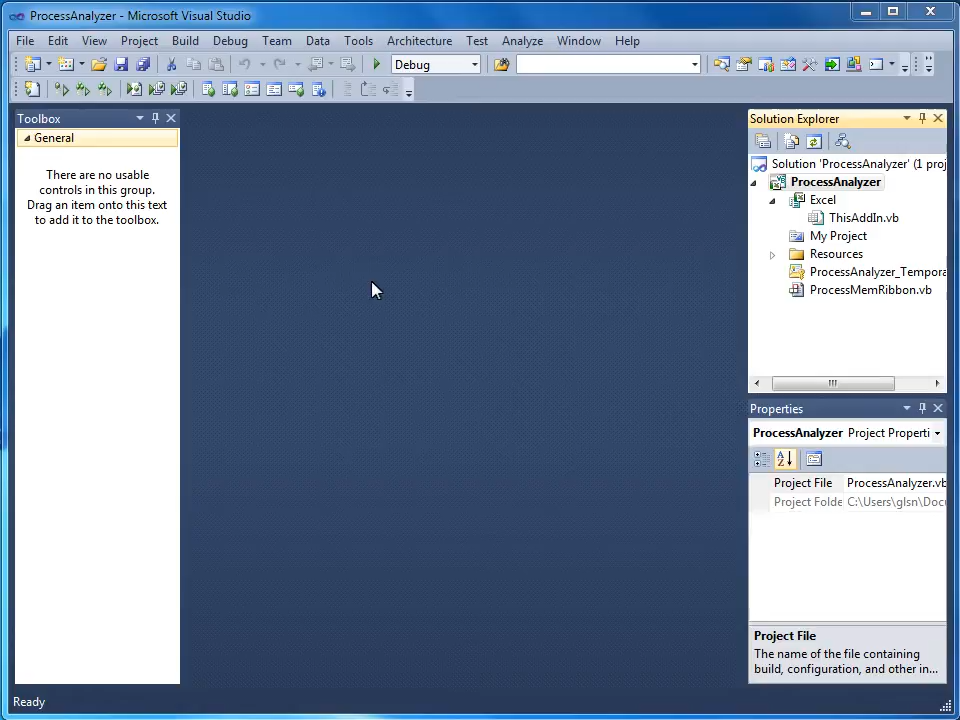 ProcessAnalyzer - Microsoft Visual Studio
File Edit View Project Build Debug Team Data Tools Architecture Test Analyze Window Help
Debug
Toolbox
General
There are no usable
controls in this group.
Drag an item onto this text
to add it to the toolbox.
Solution Explorer
Solution 'ProcessAnalyzer' (1 proj
ProcessAnalyzer
Excel
ThisAddIn.vb
My Project
Resources
ProcessAnalyzer_Tempora
ProcessMemRibbon.vb
Properties
ProcessAnalyzer Project Properti
Project File ProcessAnalyzer.vb
Project Folde C:\Users\glsn\Docu
Project File
The name of the file containing
build, configuration, and other in...
Ready